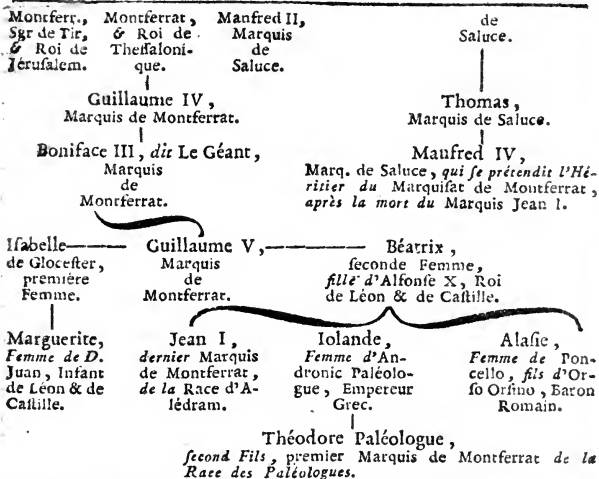 Montferr.,
Sgr de Tir,
& Roi de
Jérusalem.
Montferrat,
& Roi de
Thessaloni-
que.
Manfred II,
Marquis
de
Saluce.
de
Saluce.
Guillaume IV,
Marquis de Montferrat.
Thomas,
Marquis de Saluce.
Boniface III, dit Le Géant,
Marquis
de
Montferrat.
Manfred IV,
Marq. de Saluce, qui se prétendit l'Hé-
ritier du Marquisat de Montferrat,
après la mort du Marquis Jean I.
Isabelle
de Glocester,
première
Femme.
Guillaume V,
Marquis
de
Montferrat.
Béatrix,
seconde Femme,
fille d'Alfonse X, Roi
de Léon & de Castille.
Marguerite,
Femme de D.
Juan, Infant
de Léon & de
Castille.
Jean I,
dernier Marquis
de Montferrat,
de la Race d'A-
lédram.
Iolande,
Femme d'An-
dronic Paléolo-
gue, Empereur
Grec.
Alasie,
Femme de Pon-
cello, fils d'Or-
so Orsino, Baron
Romain.
Théodore Paléologue,
second Fils, premier Marquis de Montferrat de la
Race des Paléologues.